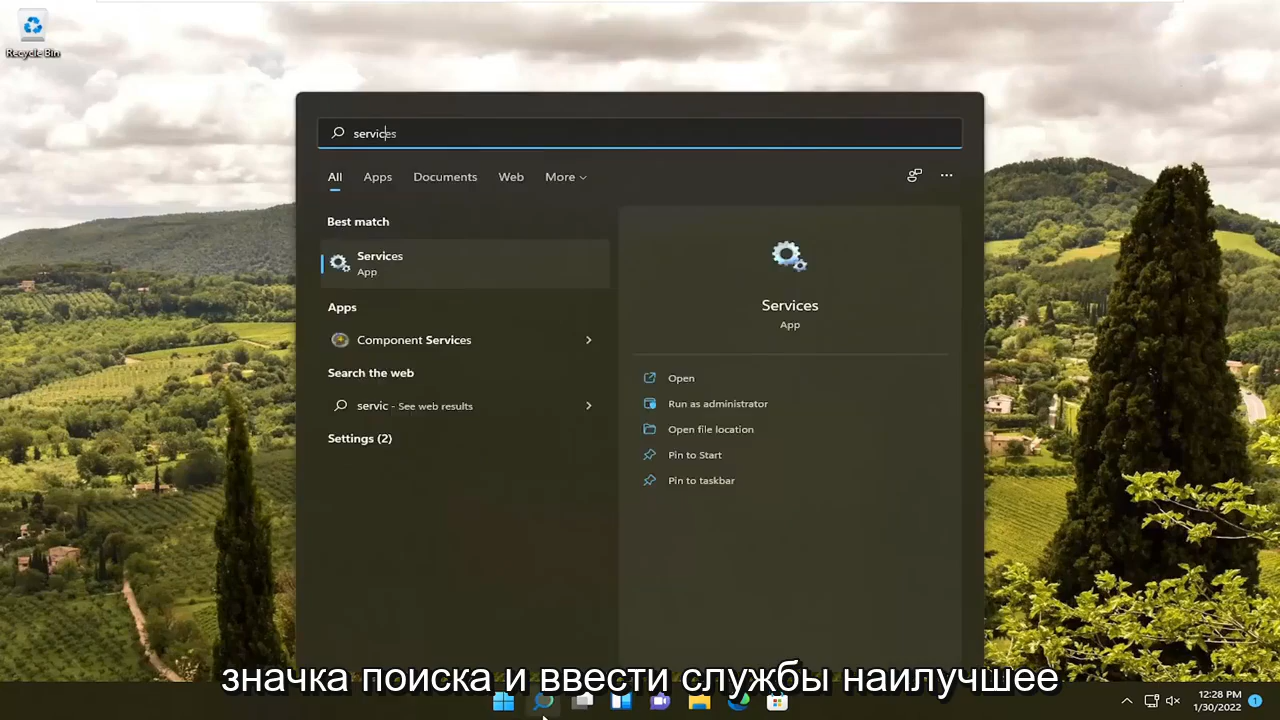 Recycle Bin
services
All Apps Documents Web More
Best match
Services
App
Apps
Component Services
Search the web
servic - See web results
Settings (2)
Services
App
Open
Run as administrator
Open file location
Pin to Start
Pin to taskbar
значка поиска и ввести службы наилучшее
12:28 PM
1/30/2022
1